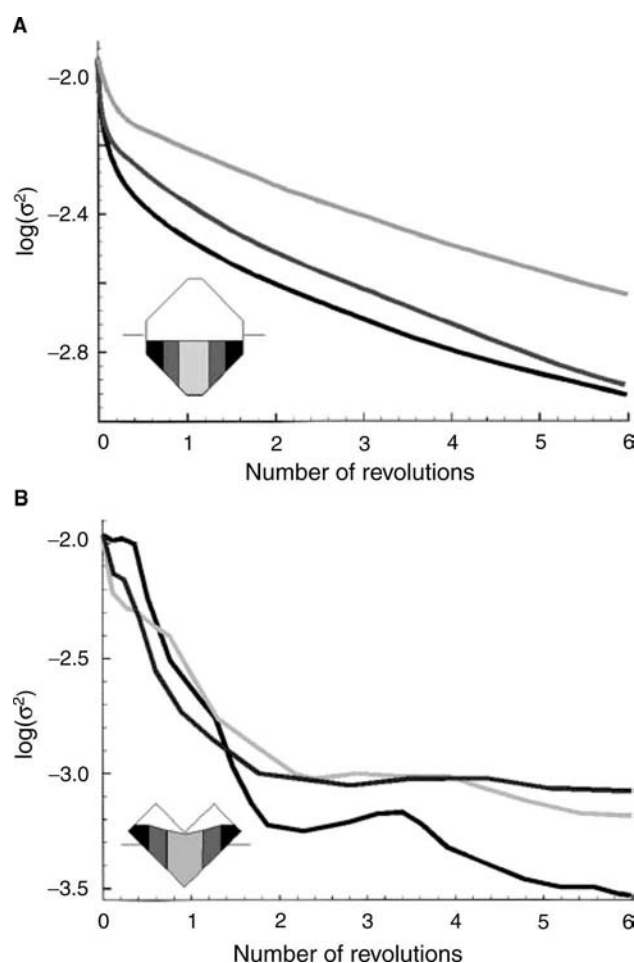 A
−2.0
−2.4
−2.8
log(σ²)
0 1 2 3 4 5 6
Number of revolutions
B
−2.0
−2.5
−3.0
−3.5
log(σ²)
0 1 2 3 4 5 6
Number of revolutions